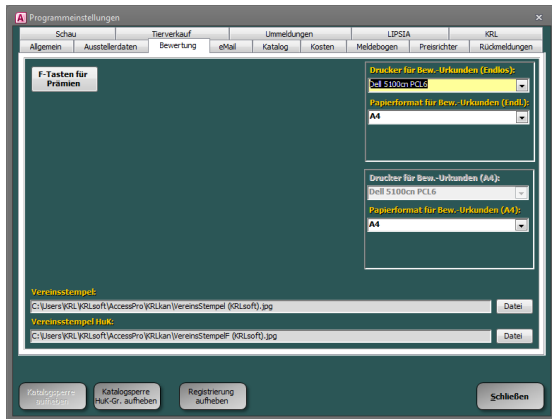 Programmeinstellungen
Schau Tierverkauf Ummeldungen LIPSIA KRL
Allgemein Ausstellerdaten Bewertung eMail Katalog Kosten Meldebogen Preisrichter Rückmeldungen
F-Tasten für
Prämien
Drucker für Bew.-Urkunden (Endlos):
Dell 5100cn PCL6
Papierformat für Bew.-Urkunden (Endl.):
A4
Drucker für Bew.-Urkunden (A4):
Dell 5100cn PCL6
Papierformat für Bew.-Urkunden (A4):
A4
Vereinsstempel:
C:\Users\KRL\KRLsoft\AccessPro\KRLkan\VereinsStempel (KRLsoft).jpg Datei
Vereinsstempel HuK:
C:\Users\KRL\KRLsoft\AccessPro\KRLkan\VereinsStempelF (KRLsoft).jpg Datei
Katalogsperre
aufheben
Katalogsperre
HuK-Gr. aufheben
Registrierung
aufheben
Schließen